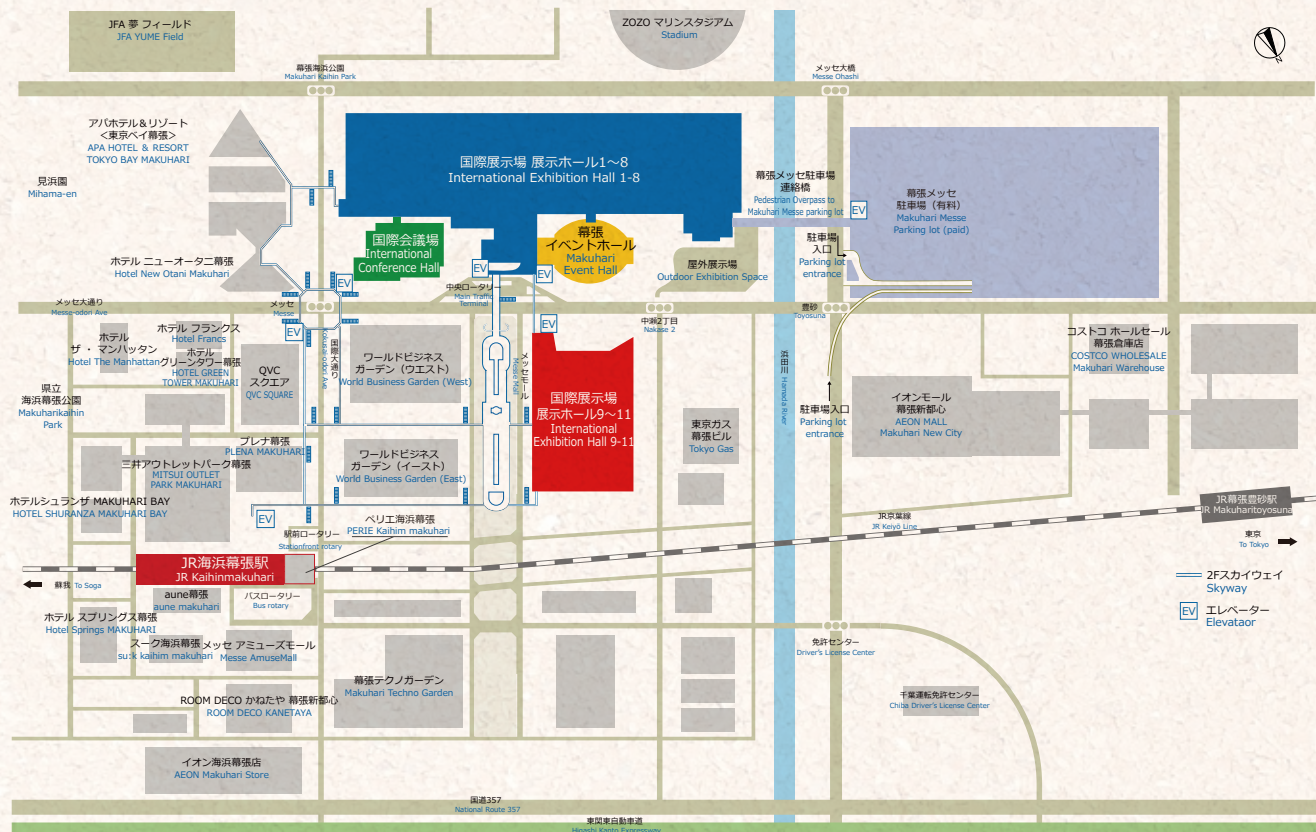 JFA 夢 フィールド
JFA YUME Field
ZOZO マリンスタジアム
Stadium
N
幕張海浜公園
Makuhari Kaihin Park
メッセ大橋
Messe Ohashi
アパホテル＆リゾート
＜東京ベイ幕張＞
APA HOTEL & RESORT
TOKYO BAY MAKUHARI
見浜園
Mihama-en
国際展示場 展示ホール1～8
International Exhibition Hall 1-8
幕張メッセ駐車場
連絡橋
Pedestrian Overpass to
Makuhari Messe parking lot
EV
幕張メッセ
駐車場（有料）
Makuhari Messe
Parking lot (paid)
国際会議場
International
Conference Hall
幕張
イベントホール
Makuhari
Event Hall
駐車場
入口
Parking lot
entrance
ホテル ニューオータニ幕張
Hotel New Otani Makuhari
屋外展示場
Outdoor Exhibition Space
EV
EV
EV
中央ロータリー
Main Traffic
Terminal
メッセ大通り
Messe-odori Ave
メッセ
Messe
中瀬2丁目
Nakase 2
豊砂
Toyosuna
EV
EV
ホテル
ザ ・ マンハッタン
Hotel The Manhattan
ホテル フランクス
Hotel Francs
ホテル
グリーンタワー幕張
HOTEL GREEN
TOWER MAKUHARI
QVC
スクエア
QVC SQUARE
国際大通り
Kokusai-odori Ave
ワールドビジネス
ガーデン（ウエスト）
World Business Garden (West)
メッセモール
Messe Mall
浜田川 Hamada River
コストコ ホールセール
幕張倉庫店
COSTCO WHOLESALE
Makuhari Warehouse
県立
海浜幕張公園
Makuharikaihin
Park
国際展示場
展示ホール9～11
International
Exhibition Hall 9-11
東京ガス
幕張ビル
Tokyo Gas
駐車場入口
Parking lot
entrance
イオンモール
幕張新都心
AEON MALL
Makuhari New City
プレナ幕張
PLENA MAKUHARI
三井アウトレットパーク幕張
MITSUI OUTLET
PARK MAKUHARI
ワールドビジネス
ガーデン（イースト）
World Business Garden (East)
ホテルシュランザ MAKUHARI BAY
HOTEL SHURANZA MAKUHARI BAY
EV
駅前ロータリー
Stationfront rotary
ペリエ海浜幕張
PERIE Kaihim makuhari
JR京葉線
JR Keiyō Line
JR幕張豊砂駅
JR Makuharitoyosuna
東京
To Tokyo
JR海浜幕張駅
JR Kaihinmakuhari
蘇我 To Soga
aune幕張
aune makuhari
バスロータリー
Bus rotary
2Fスカイウェイ
Skyway
EV エレベーター
Elevataor
ホテル スプリングス幕張
Hotel Springs MAKUHARI
スーク海浜幕張
su:k kaihim makuhari
メッセ アミューズモール
Messe AmuseMall
免許センター
Driver's License Center
幕張テクノガーデン
Makuhari Techno Garden
ROOM DECO かねたや 幕張新都心
ROOM DECO KANETAYA
千葉運転免許センター
Chiba Driver's License Center
イオン海浜幕張店
AEON Makuhari Store
国道357
National Route 357
東関東自動車道
Higashi Kanto Expressway